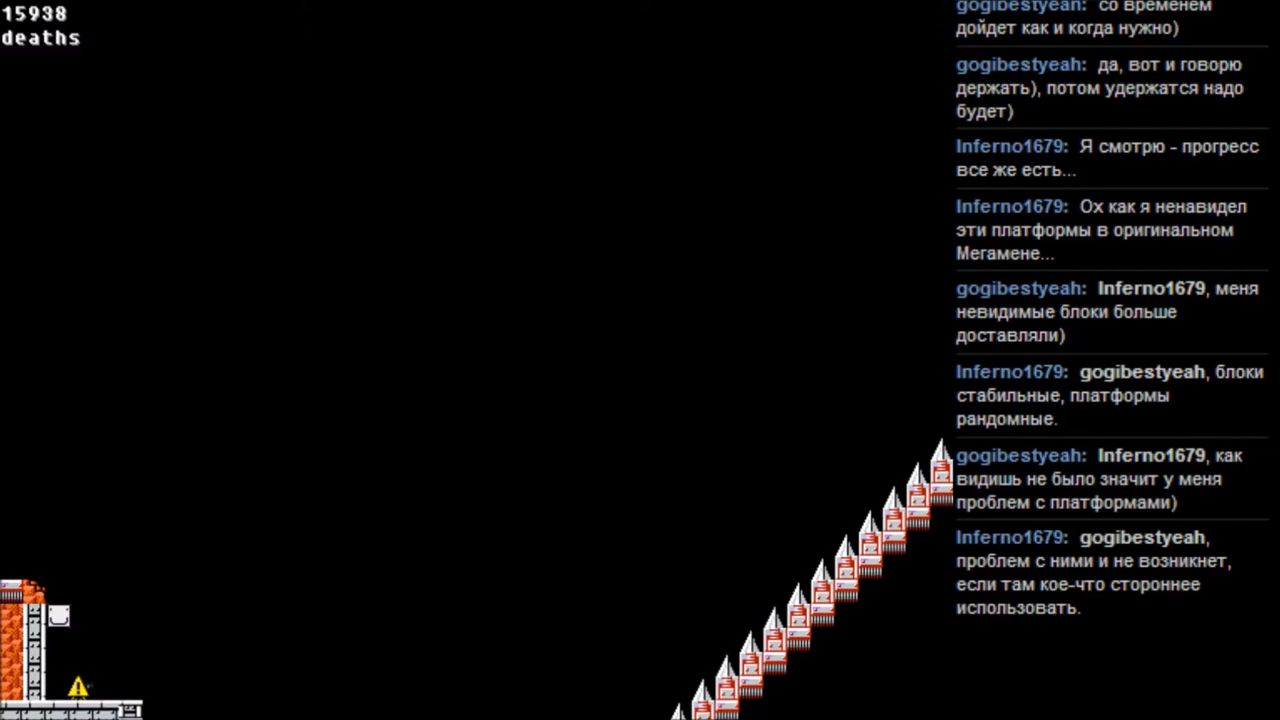 15938
deaths
gogibestyeah: со временем
дойдет как и когда нужно)
gogibestyeah: да, вот и говорю
держать), потом удержатся надо
будет)
Inferno1679: Я смотрю - прогресс
все же есть...
Inferno1679: Ох как я ненавидел
эти платформы в оригинальном
Мегамене...
gogibestyeah: Inferno1679, меня
невидимые блоки больше
доставляли)
Inferno1679: gogibestyeah, блоки
стабильные, платформы
рандомные.
gogibestyeah: Inferno1679, как
видишь не было значит у меня
проблем с платформами)
Inferno1679: gogibestyeah,
проблем с ними и не возникнет,
если там кое-что стороннее
использовать.